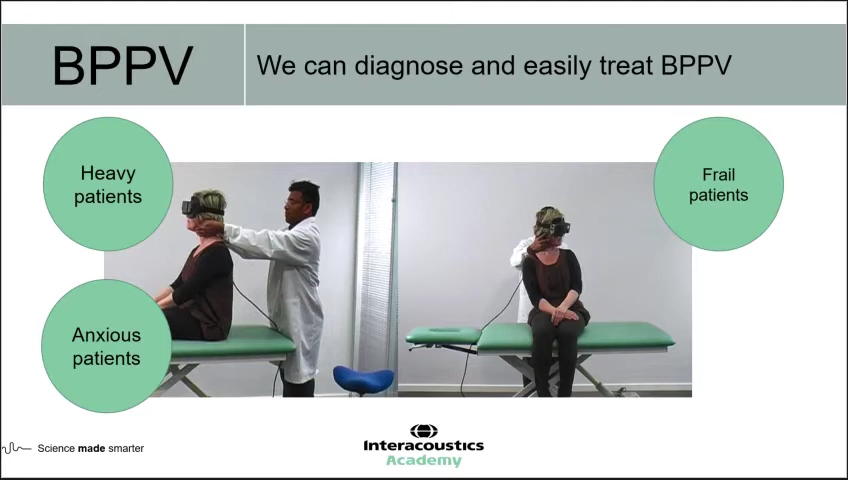 BPPV
We can diagnose and easily treat BPPV
Heavy
patients
Frail
patients
Anxious
patients
Science made smarter
Interacoustics
Academy